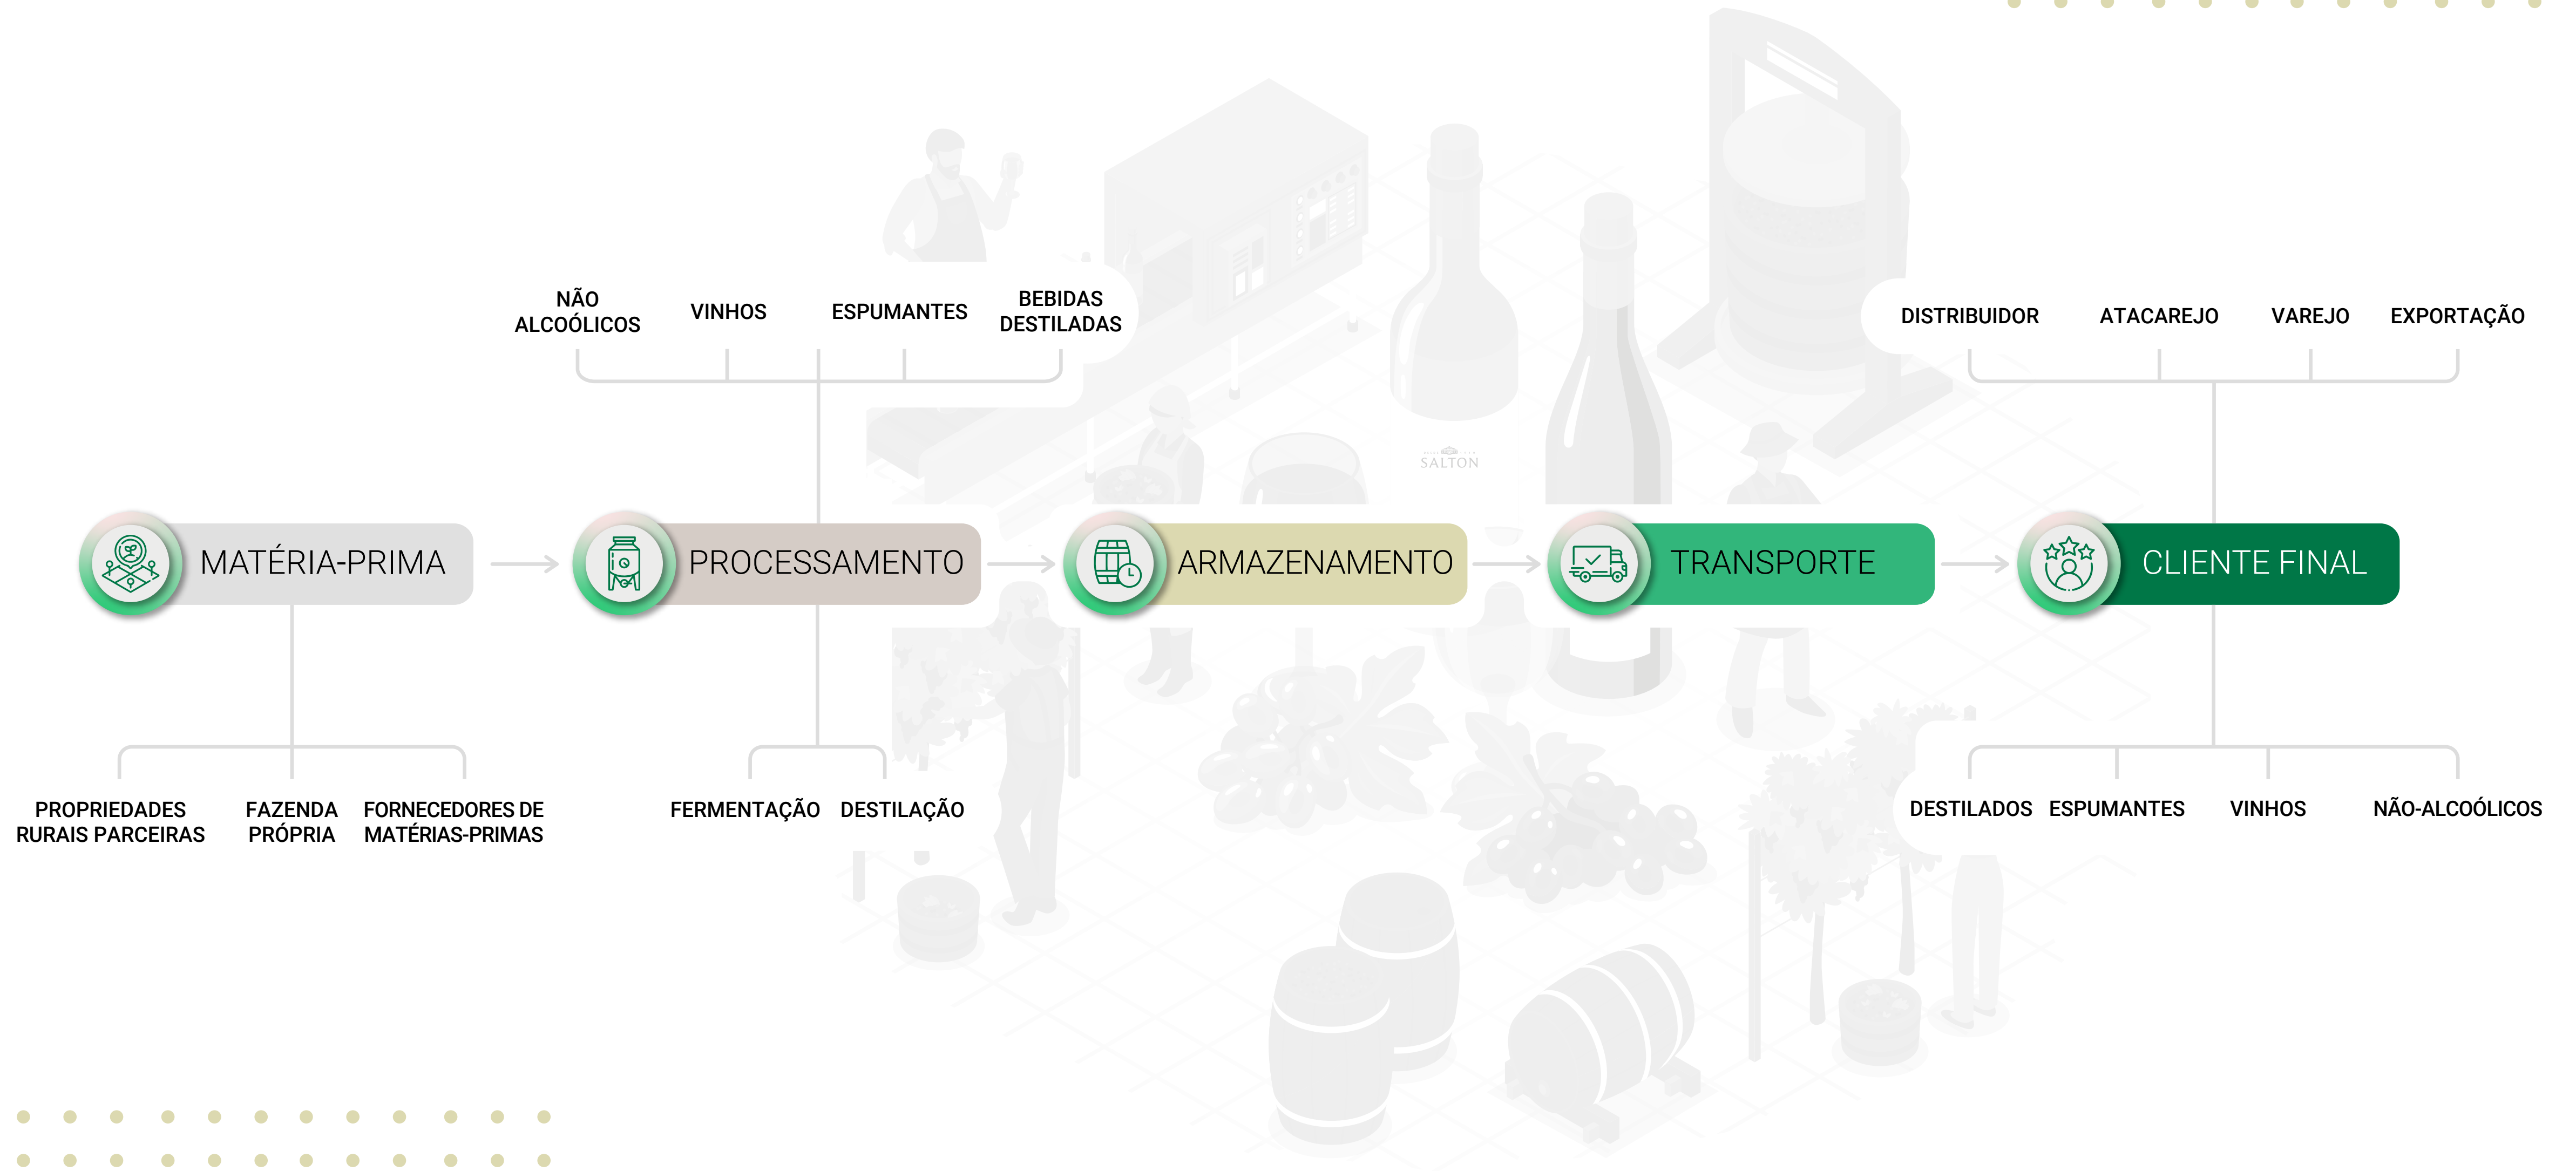 NÃO
ALCOÓLICOS
VINHOS
ESPUMANTES
BEBIDAS
DESTILADAS
DISTRIBUIDOR
ATACAREJO
VAREJO
EXPORTAÇÃO
SALTON
MATÉRIA-PRIMA
PROCESSAMENTO
ARMAZENAMENTO
TRANSPORTE
CLIENTE FINAL
PROPRIEDADES
RURAIS PARCEIRAS
FAZENDA
PRÓPRIA
FORNECEDORES DE
MATÉRIAS-PRIMAS
FERMENTAÇÃO
DESTILAÇÃO
DESTILADOS
ESPUMANTES
VINHOS
NÃO-ALCOÓLICOS